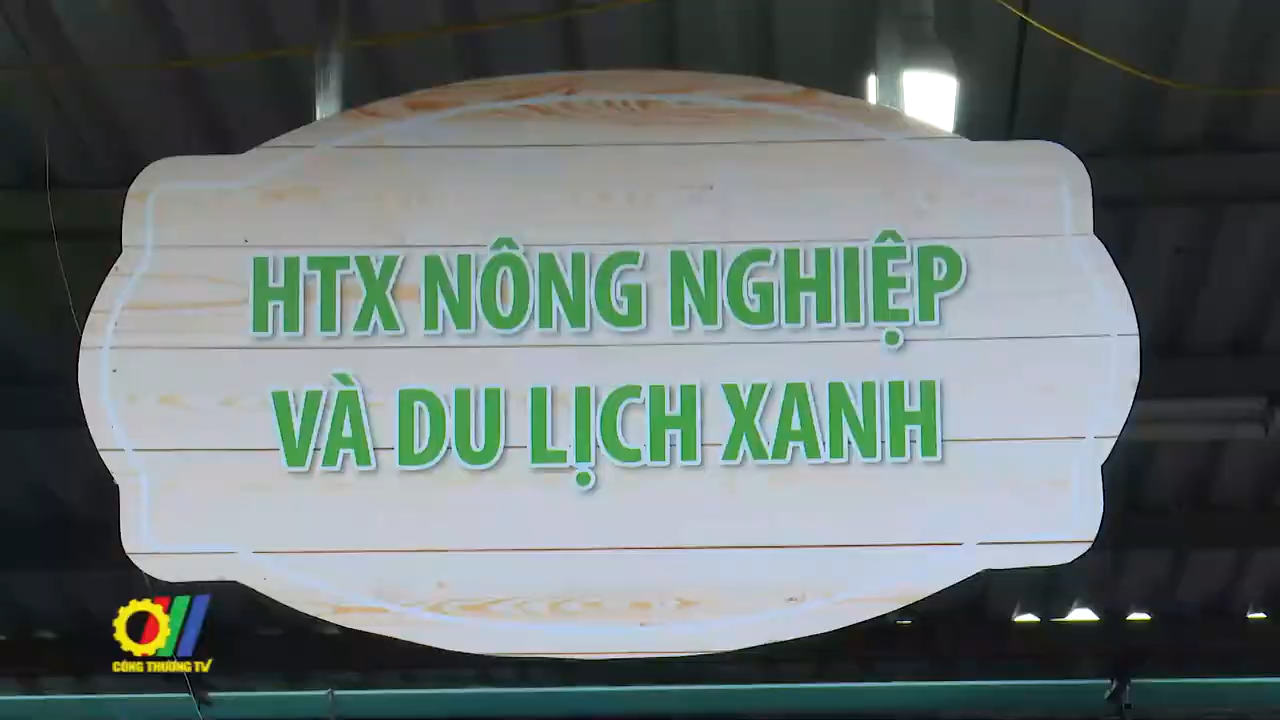 HTX NÔNG NGHIỆP
VÀ DU LỊCH XANH
CÔNG THƯƠNG TV